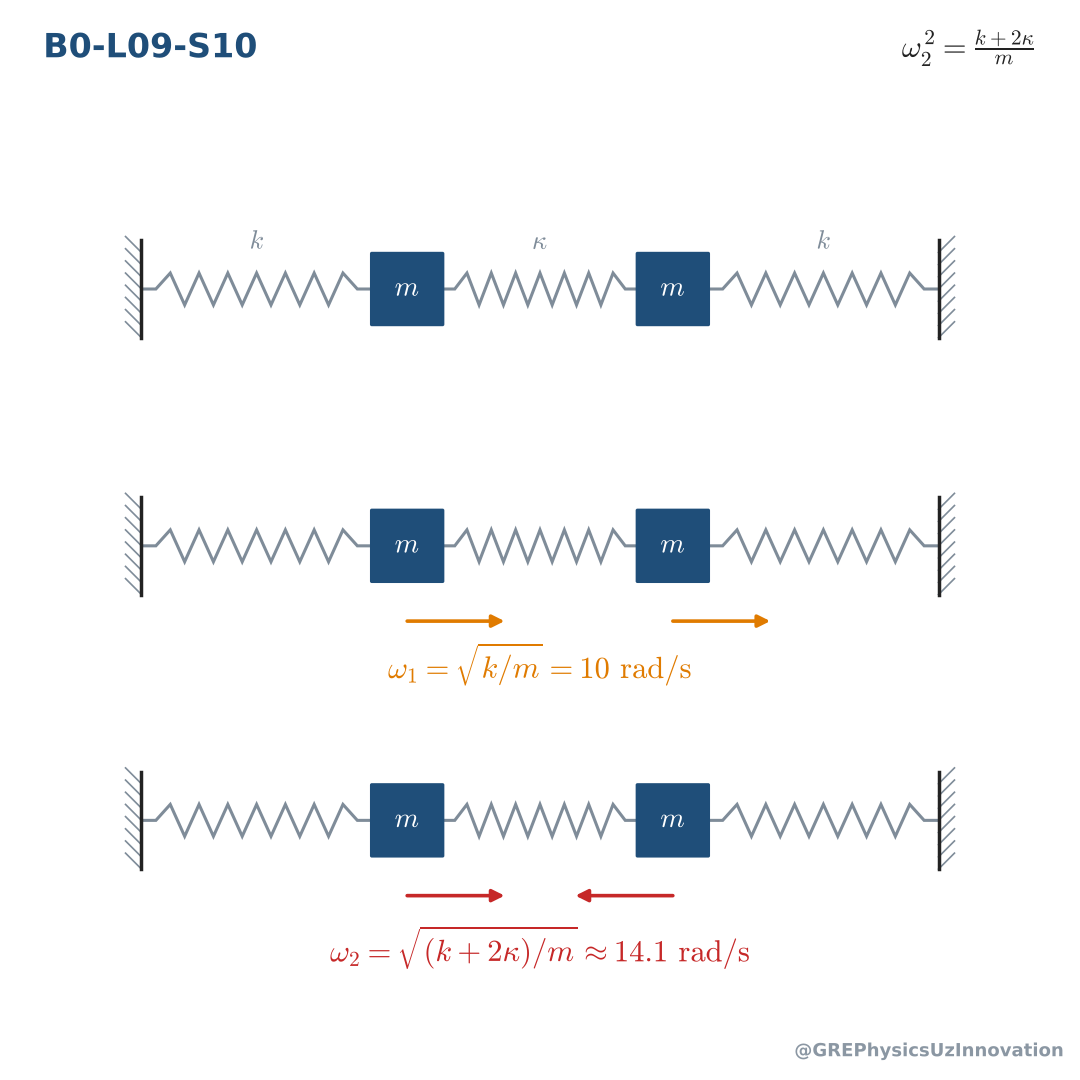 B0-L09-S10
ω₂² = (k + 2κ)/m
k κ k
m m
m m
ω₁ = √(k/m) = 10 rad/s
m m
ω₂ = √((k + 2κ)/m) ≈ 14.1 rad/s
@GREPhysicsUzInnovation